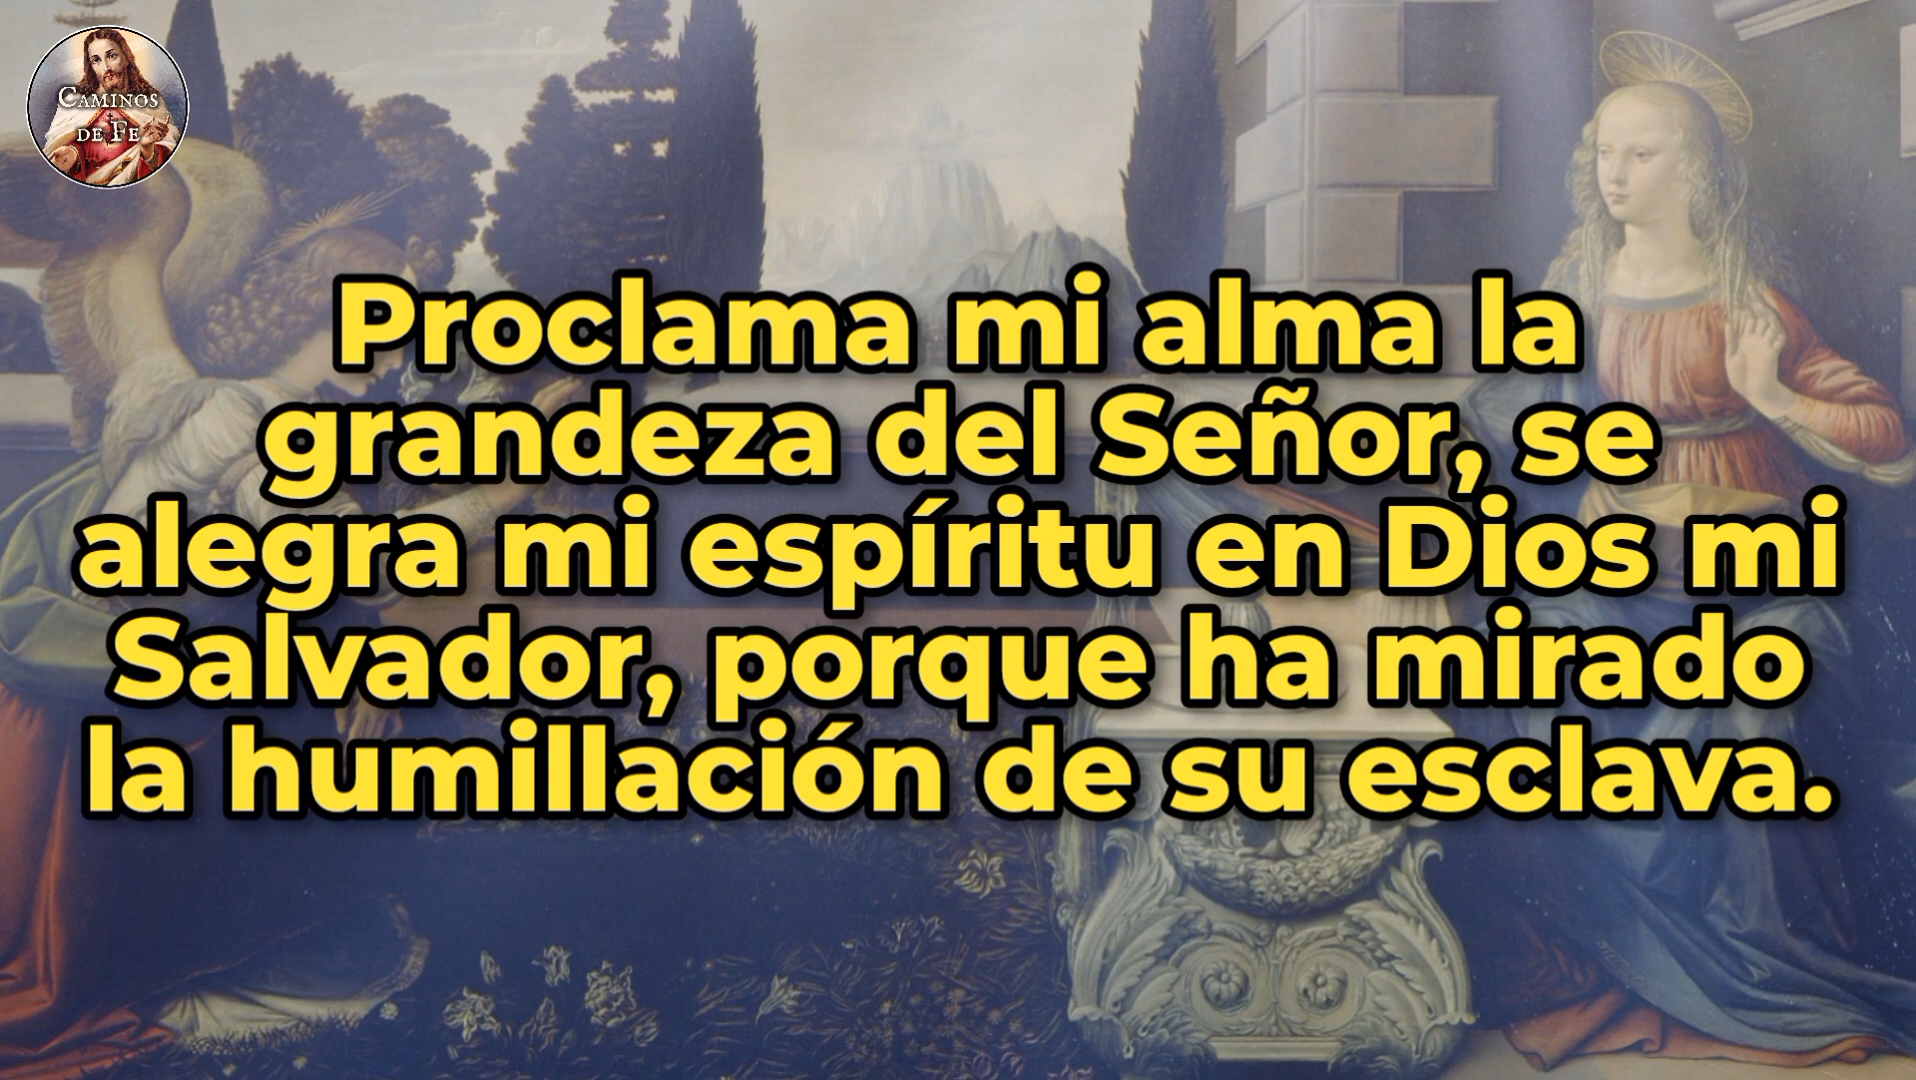 CAMINOS
DE FE
Proclama mi alma la
grandeza del Señor, se
alegra mi espíritu en Dios mi
Salvador, porque ha mirado
la humillación de su esclava.